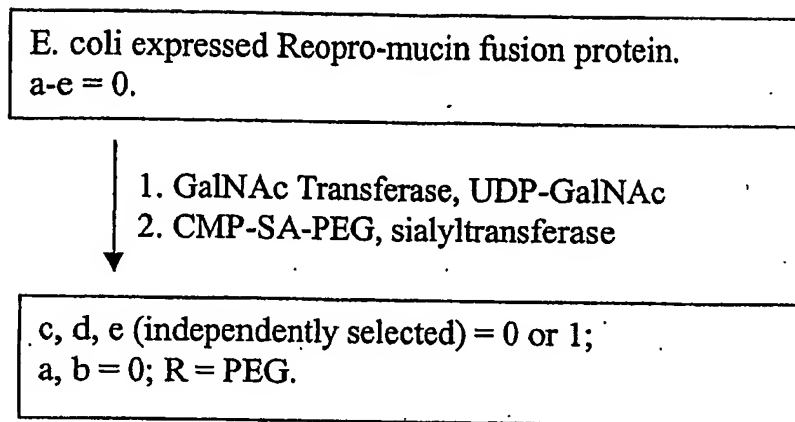 E. coli expressed Reopro-mucin fusion protein.
a-e = 0.
1. GalNAc Transferase, UDP-GalNAc
2. CMP-SA-PEG, sialyltransferase
c, d, e (independently selected) = 0 or 1;
a, b = 0; R = PEG.